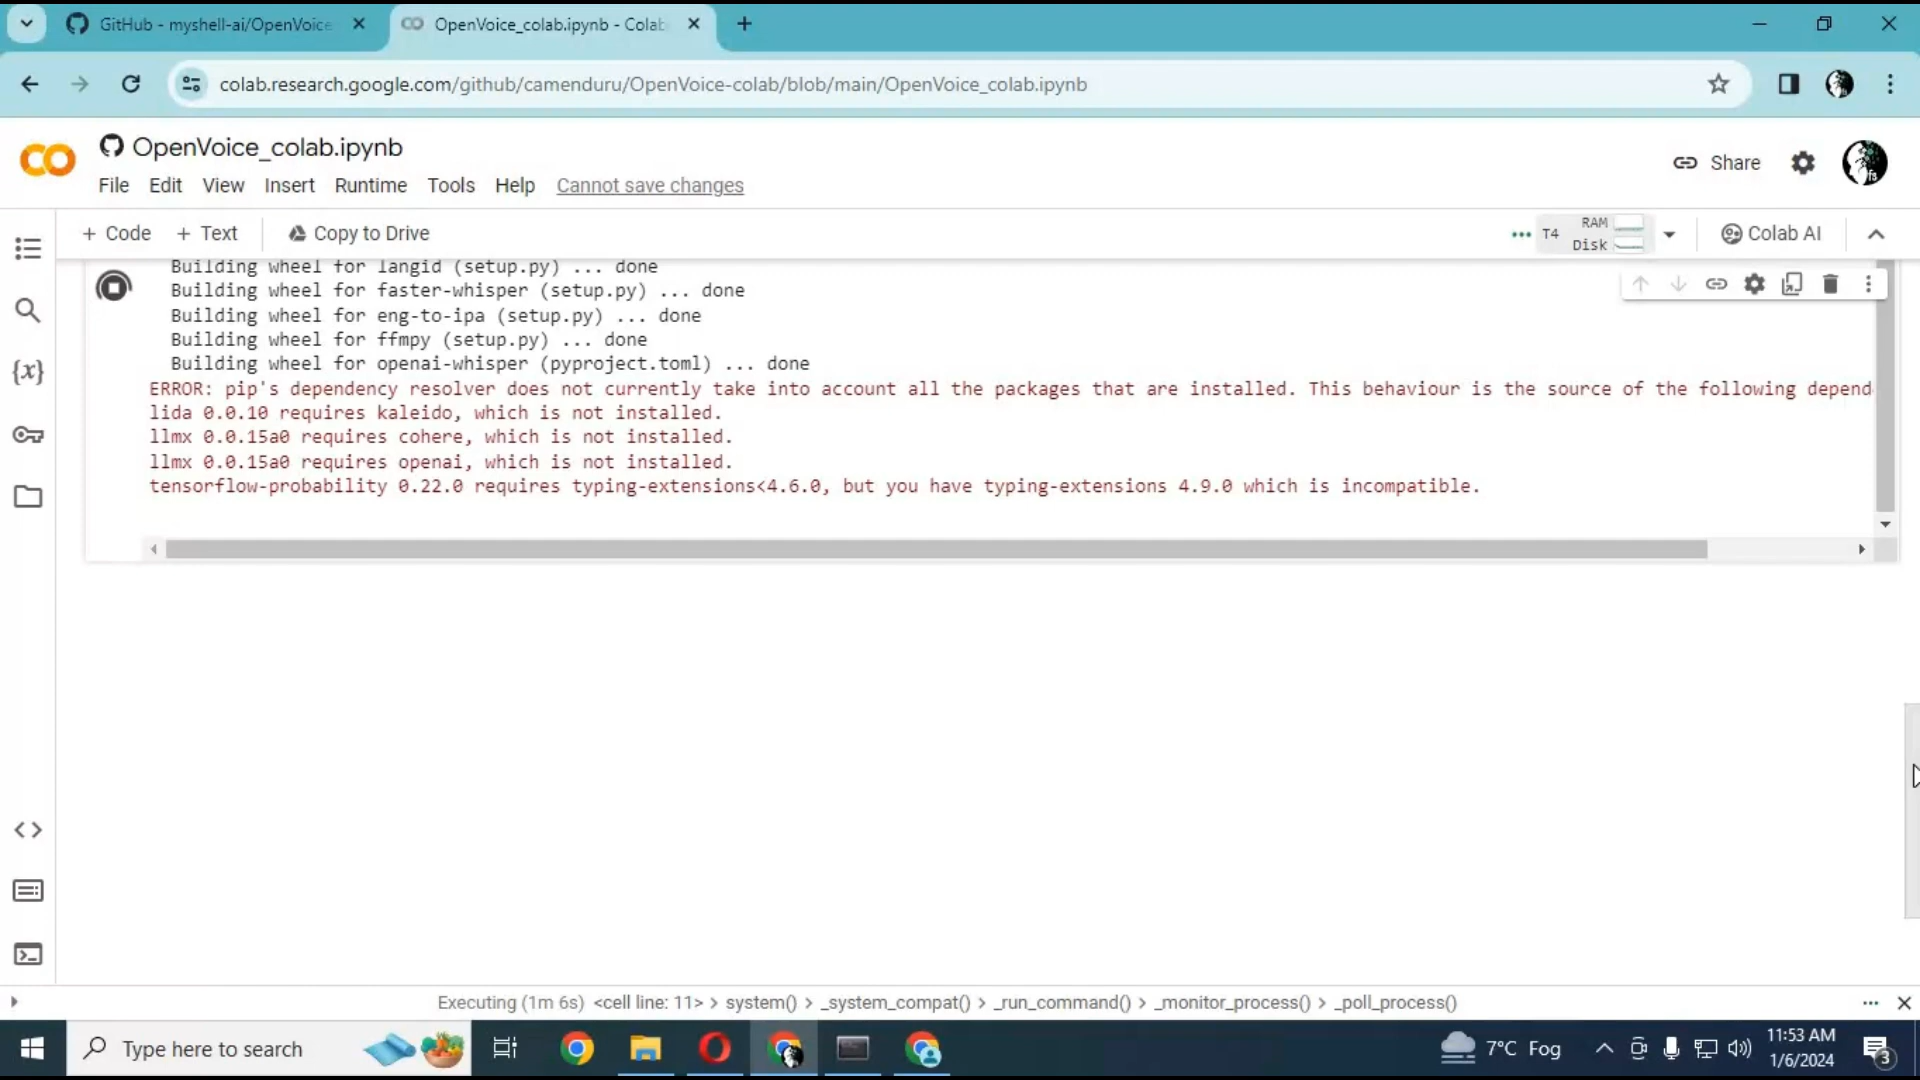 GitHub - myshell-ai/OpenVoice
OpenVoice_colab.ipynb - Colab
colab.research.google.com/github/camenduru/OpenVoice-colab/blob/main/OpenVoice_colab.ipynb
OpenVoice_colab.ipynb
Share
File Edit View Insert Runtime Tools Help Cannot save changes
+ Code + Text Copy to Drive
T4 RAM Disk
Colab AI
Building wheel for langid (setup.py) ... done
Building wheel for faster-whisper (setup.py) ... done
Building wheel for eng-to-ipa (setup.py) ... done
Building wheel for ffmpy (setup.py) ... done
Building wheel for openai-whisper (pyproject.toml) ... done
ERROR: pip's dependency resolver does not currently take into account all the packages that are installed. This behaviour is the source of the following depend
lida 0.0.10 requires kaleido, which is not installed.
llmx 0.0.15a0 requires cohere, which is not installed.
llmx 0.0.15a0 requires openai, which is not installed.
tensorflow-probability 0.22.0 requires typing-extensions<4.6.0, but you have typing-extensions 4.9.0 which is incompatible.
Executing (1m 6s) <cell line: 11> > system() > _system_compat() > _run_command() > _monitor_process() > _poll_process()
Type here to search
7°C Fog
11:53 AM
1/6/2024
3